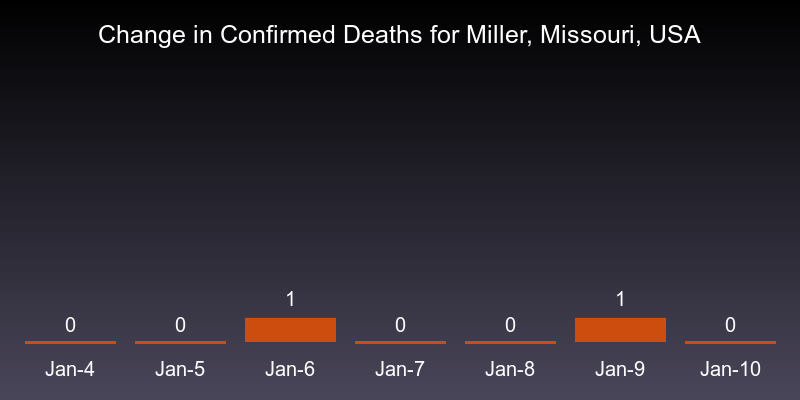 Change in Confirmed Deaths for Miller, Missouri, USA
0 0 1 0 0 1 0
Jan-4 Jan-5 Jan-6 Jan-7 Jan-8 Jan-9 Jan-10